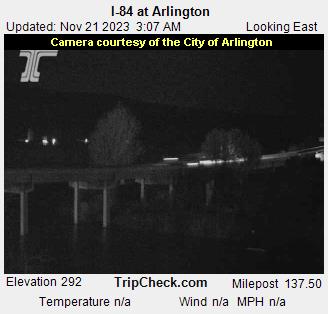 I-84 at Arlington
Updated: Nov 21 2023 3:07 AM Looking East
Camera courtesy of the City of Arlington
Elevation 292 TripCheck.com Milepost 137.50
Temperature n/a Wind n/a MPH n/a